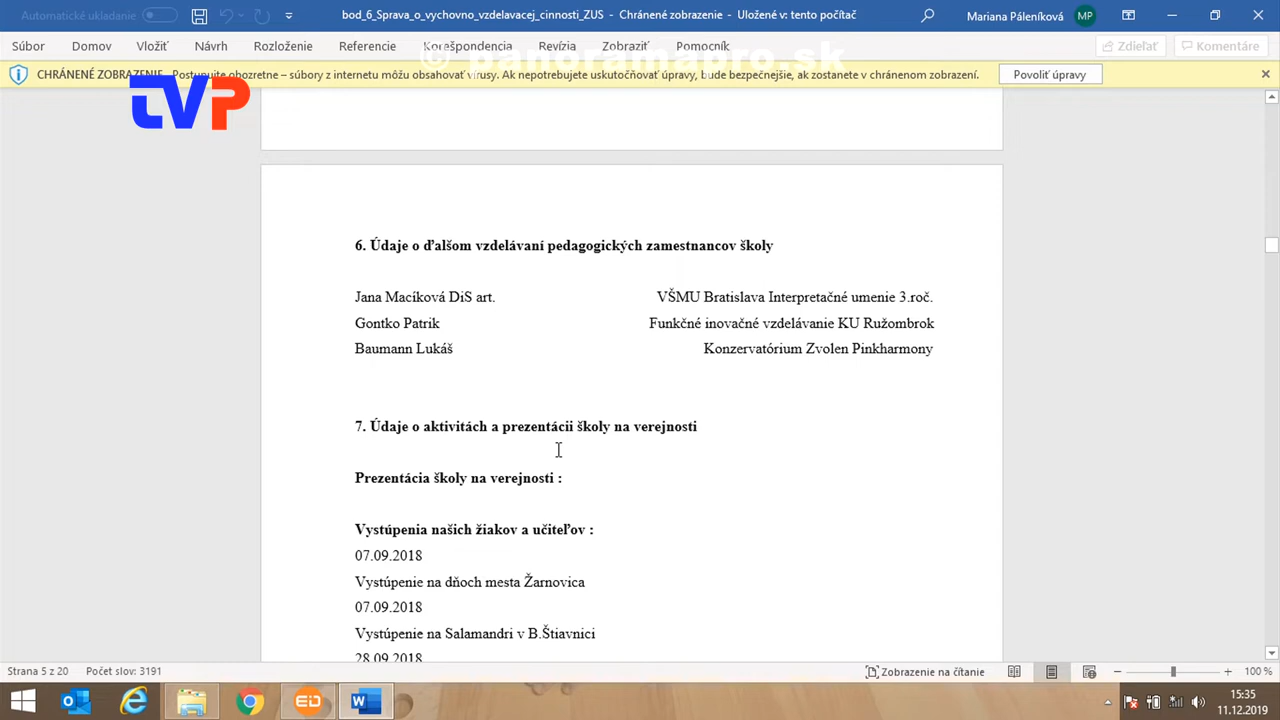 Automatické ukladanie
bod_6_Sprava_o_vychovno_vzdelavacej_cinnosti_ZUS - Chránené zobrazenie - Uložené v: tento počítač
Mariana Páleníková MP
Súbor Domov Vložiť Návrh Rozloženie Referencie Korešpondencia Revízia Zobraziť Pomocník Zdieľať Komentáre
© panoramapro.sk
CHRÁNENÉ ZOBRAZENIE Postupujte obozretne – súbory z internetu môžu obsahovať vírusy. Ak nepotrebujete uskutočňovať úpravy, bude bezpečnejšie, ak zostanete v chránenom zobrazení. Povoliť úpravy
tVP
6. Údaje o ďalšom vzdelávaní pedagogických zamestnancov školy
Jana Macíková DiS art. VŠMU Bratislava Interpretačné umenie 3.roč.
Gontko Patrik Funkčné inovačné vzdelávanie KU Ružombrok
Baumann Lukáš Konzervatórium Zvolen Pinkharmony
7. Údaje o aktivitách a prezentácii školy na verejnosti
Prezentácia školy na verejnosti :
Vystúpenia našich žiakov a učiteľov :
07.09.2018
Vystúpenie na dňoch mesta Žarnovica
07.09.2018
Vystúpenie na Salamandri v B.Štiavnici
28.09.2018
Strana 5 z 20 Počet slov: 3191 Zobrazenie na čítanie 100 %
15:35
11.12.2019